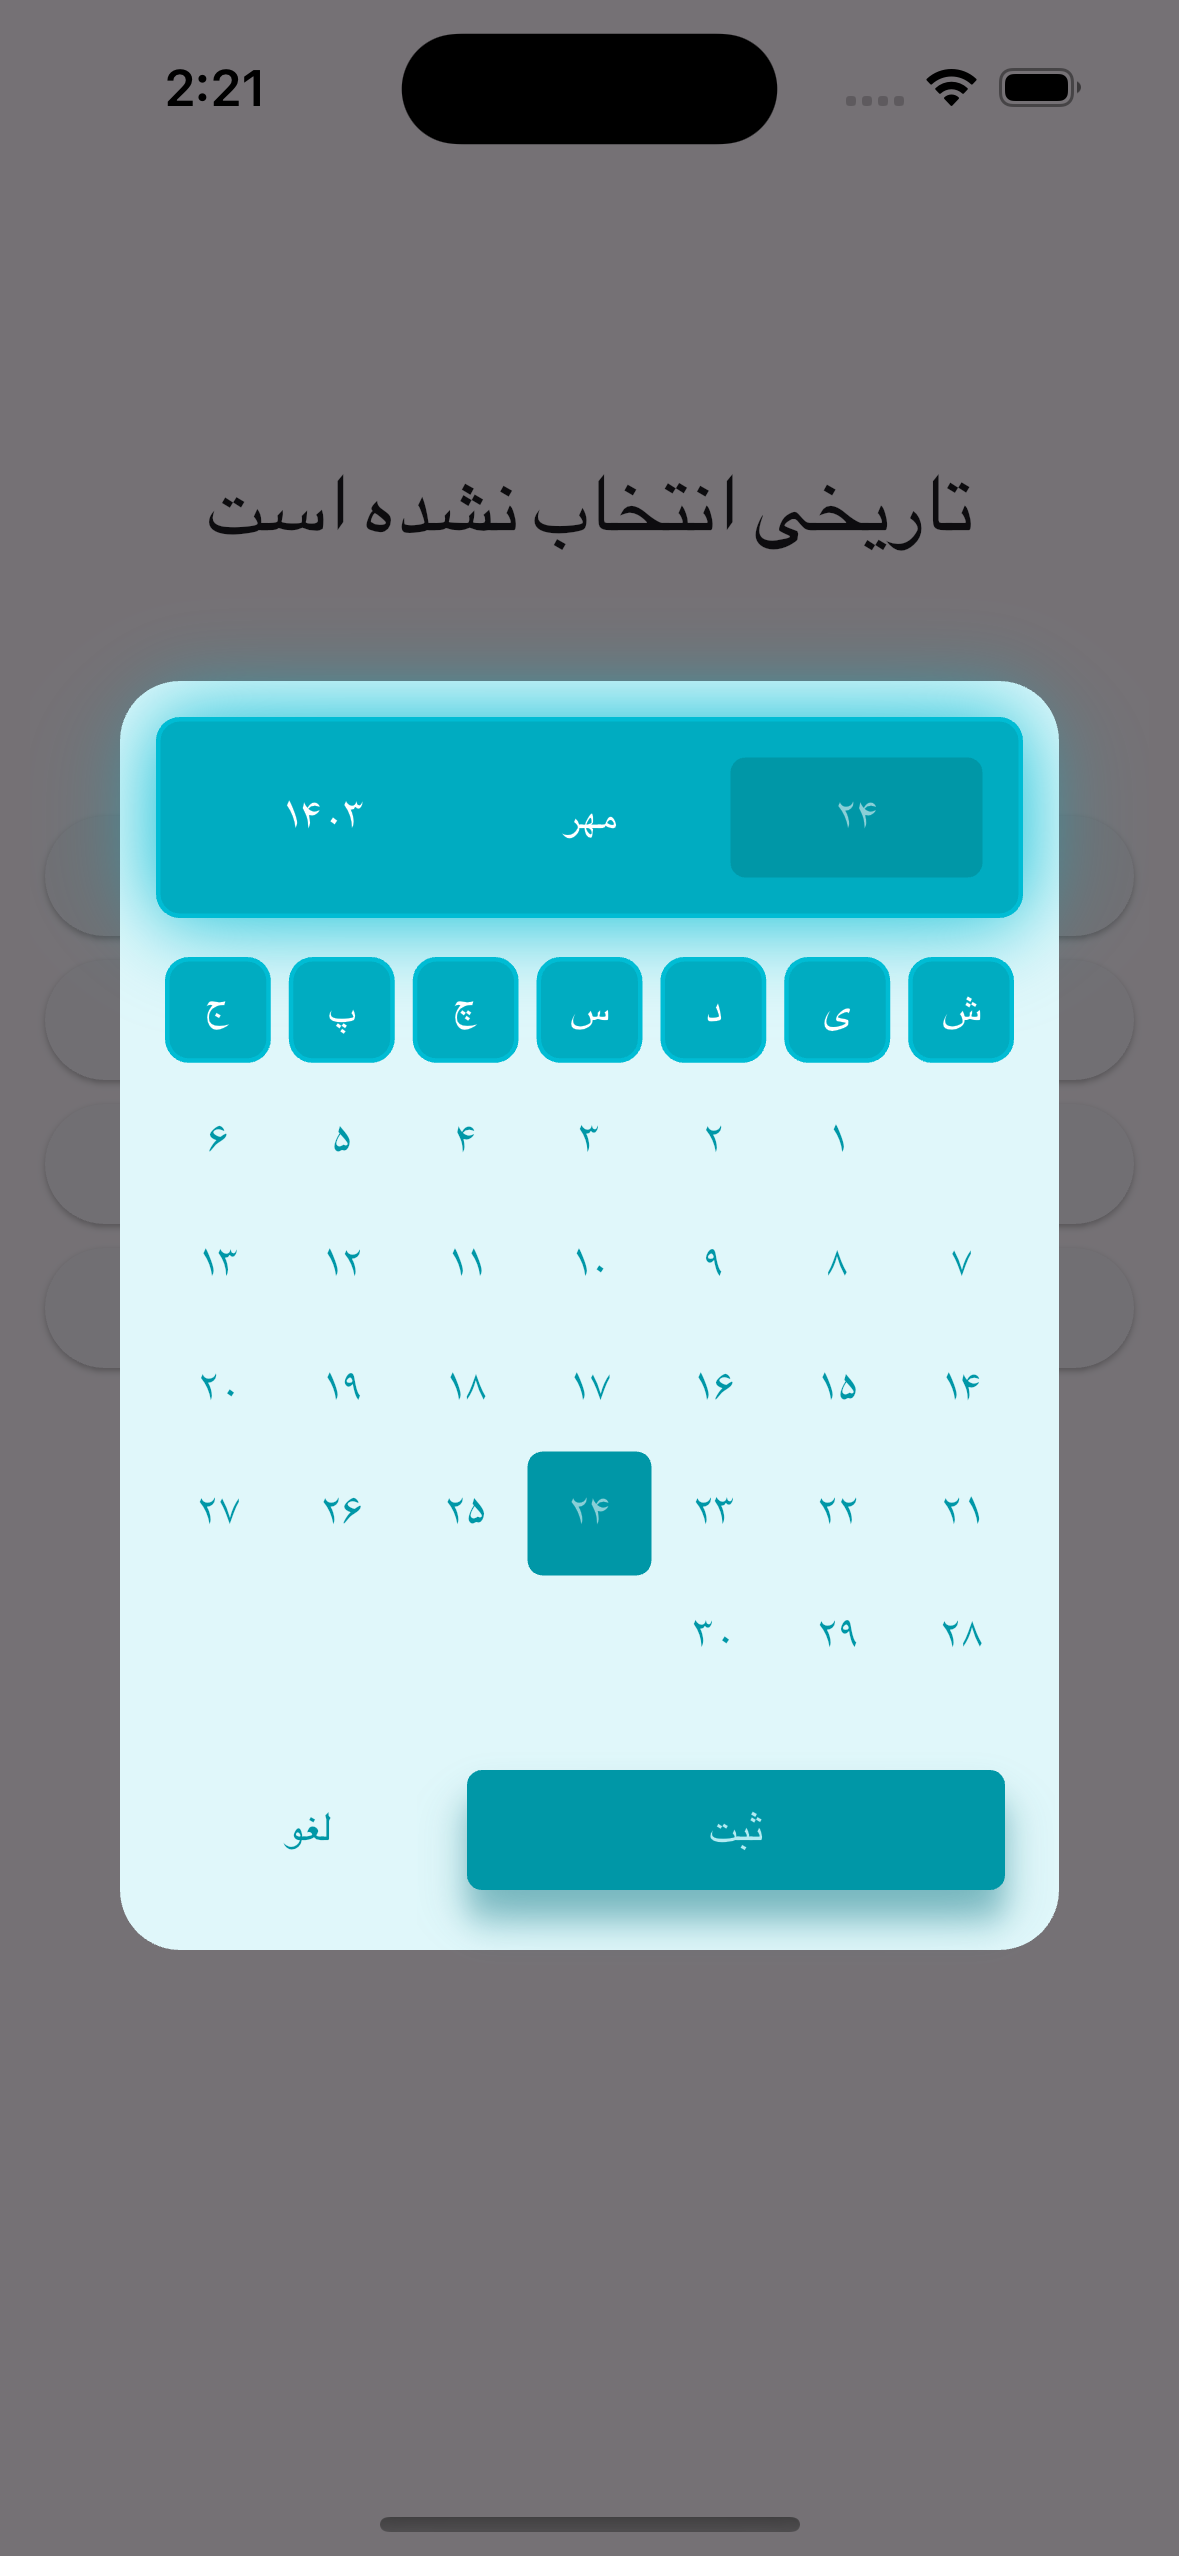 2:21
تاریخی انتخاب نشده است
۲۴ مهر ۱۴۰۳
ش ی د س چ پ ج
۱ ۲ ۳ ۴ ۵ ۶
۷ ۸ ۹ ۱۰ ۱۱ ۱۲ ۱۳
۱۴ ۱۵ ۱۶ ۱۷ ۱۸ ۱۹ ۲۰
۲۱ ۲۲ ۲۳ ۲۴ ۲۵ ۲۶ ۲۷
۲۸ ۲۹ ۳۰
ثبت لغو